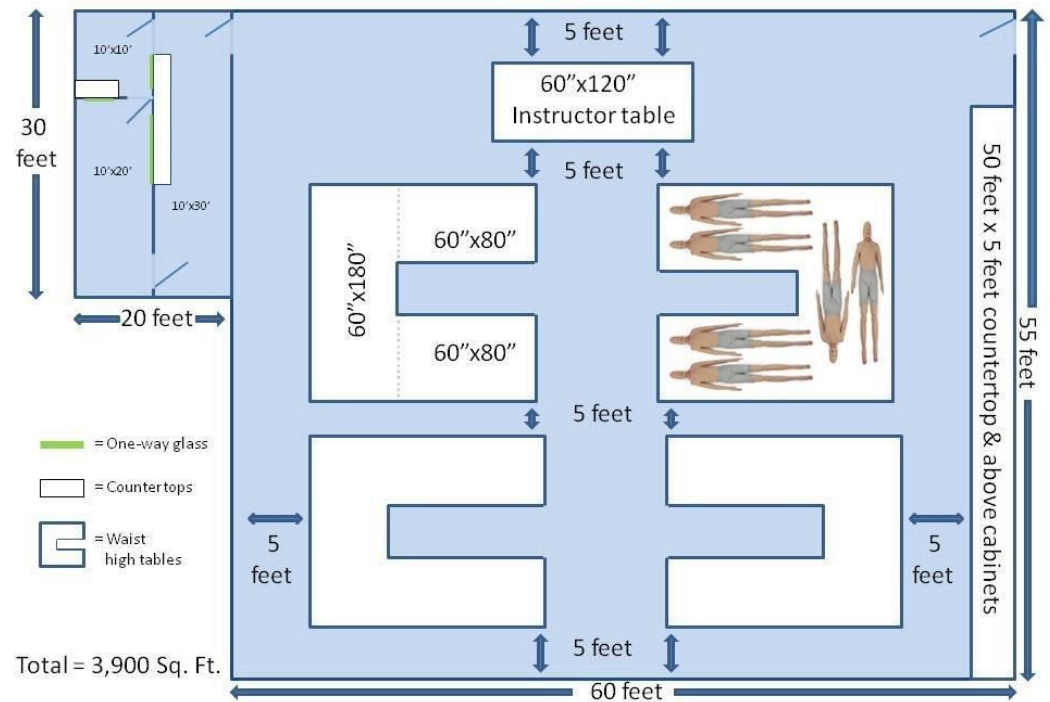 5 feet
10’x10’
60”x120”
Instructor table
30
feet
10’x20’
10’x30’
5 feet
60”x180”
60”x80”
60”x80”
50 feet x 5 feet countertop & above cabinets
20 feet
55 feet
5 feet
= One-way glass
= Countertops
= Waist
high tables
5
feet
5
feet
5 feet
Total = 3,900 Sq. Ft.
60 feet